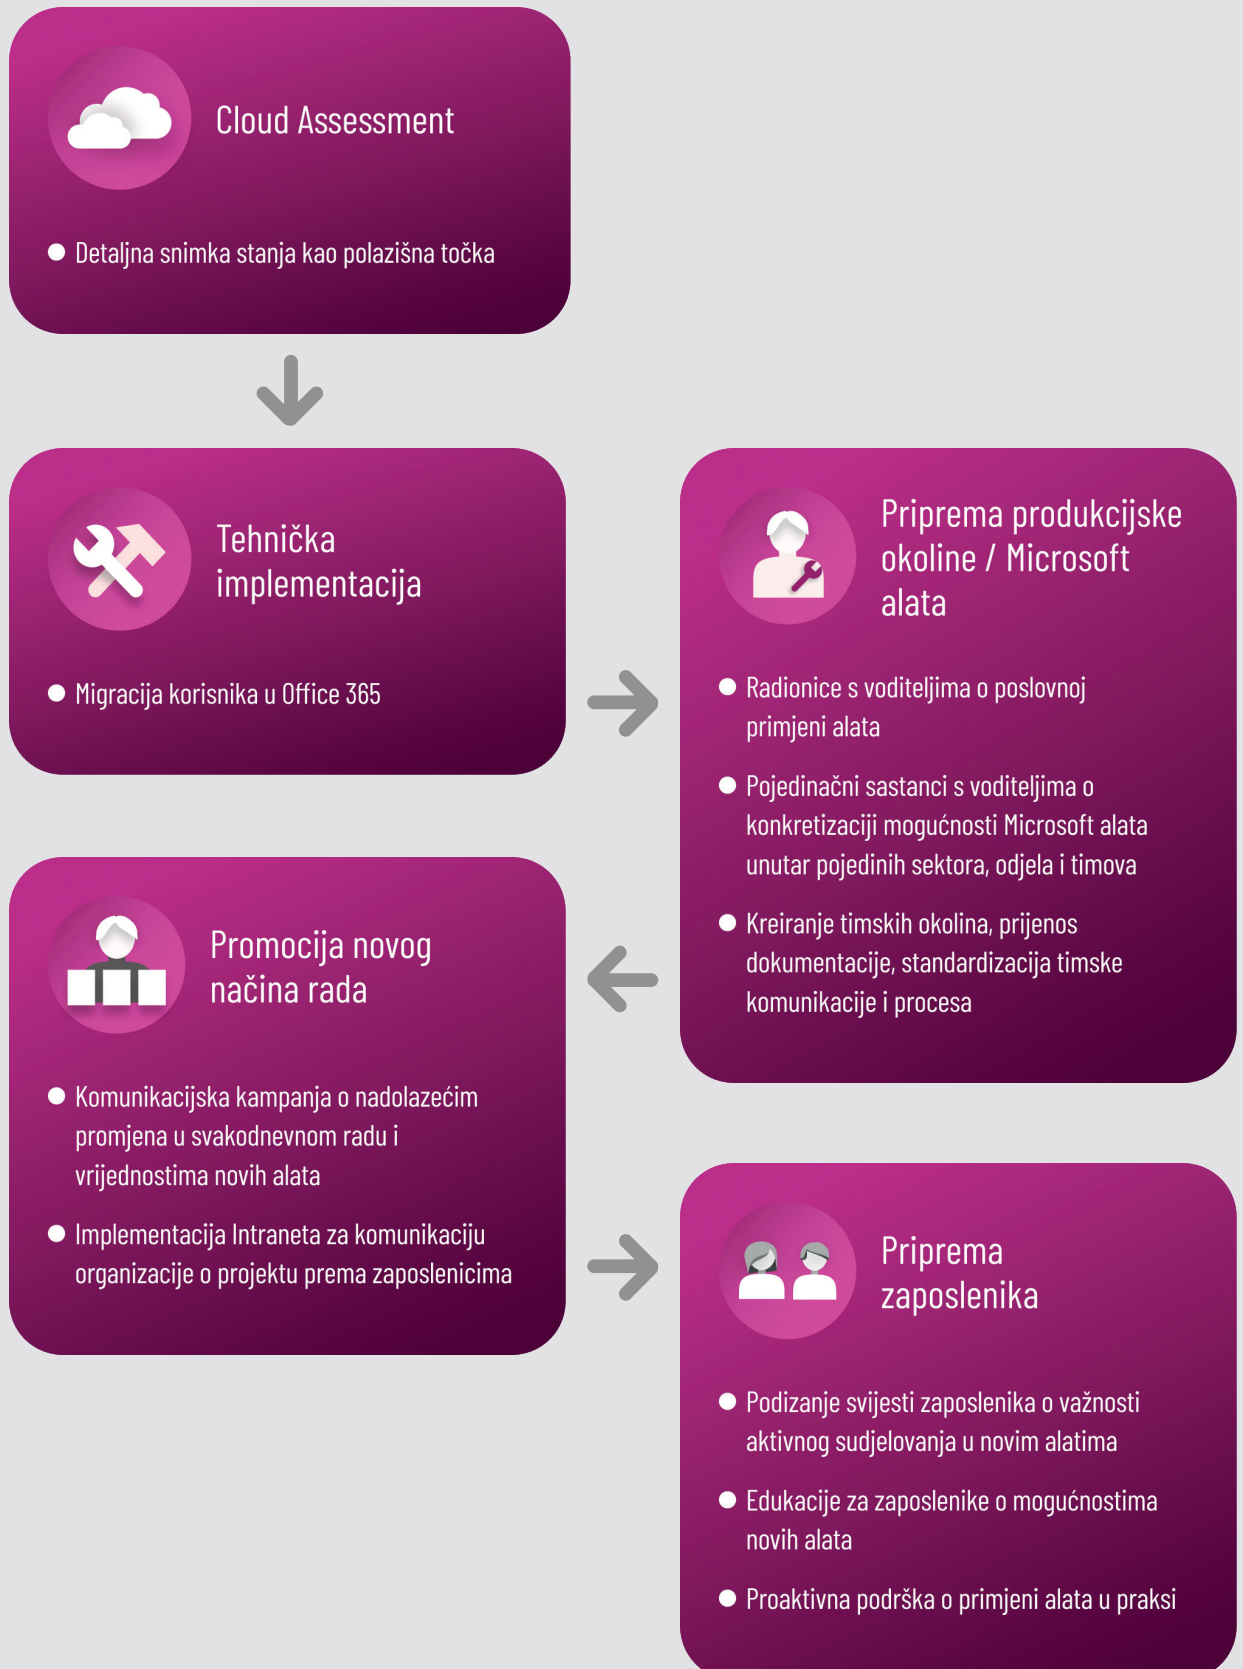 Cloud Assessment
Detaljna snimka stanja kao polazišna točka
Tehnička
implementacija
Migracija korisnika u Office 365
Priprema produkcijske
okoline / Microsoft
alata
Radionice s voditeljima o poslovnoj
primjeni alata
Pojedinačni sastanci s voditeljima o
konkretizaciji mogućnosti Microsoft alata
unutar pojedinih sektora, odjela i timova
Kreiranje timskih okolina, prijenos
dokumentacije, standardizacija timske
komunikacije i procesa
Promocija novog
načina rada
Komunikacijska kampanja o nadolazećim
promjena u svakodnevnom radu i
vrijednostima novih alata
Implementacija Intraneta za komunikaciju
organizacije o projektu prema zaposlenicima
Priprema
zaposlenika
Podizanje svijesti zaposlenika o važnosti
aktivnog sudjelovanja u novim alatima
Edukacije za zaposlenike o mogućnostima
novih alata
Proaktivna podrška o primjeni alata u praksi